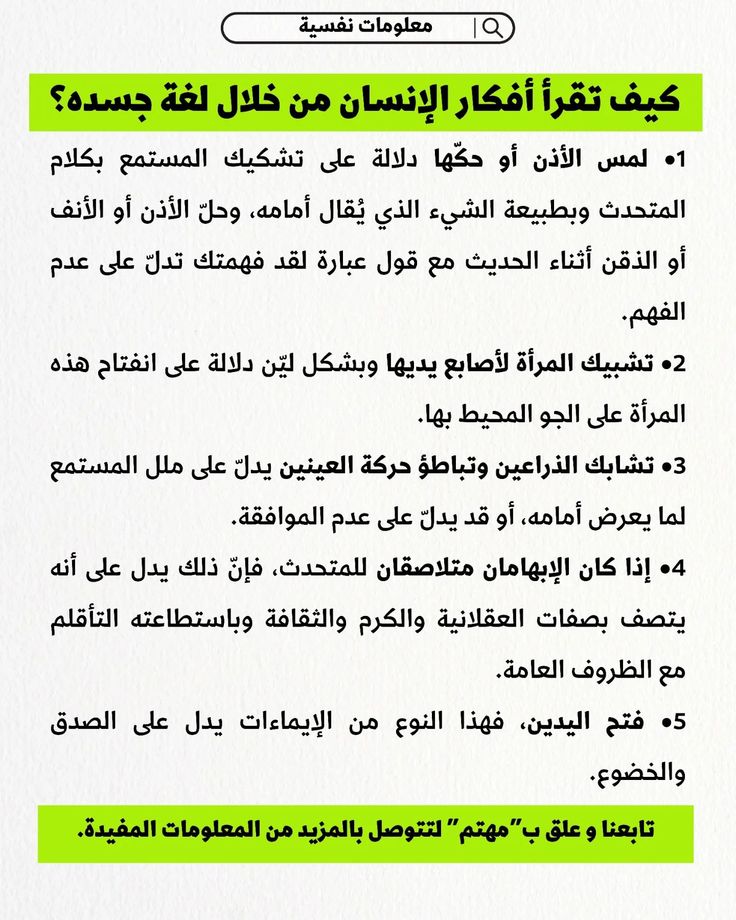 معلومات نفسية
كيف تقرأ أفكار الإنسان من خلال لغة جسده؟
1• لمس الأذن أو حكّها دلالة على تشكيك المستمع بكلام
المتحدث وبطبيعة الشيء الذي يُقال أمامه، وحلّ الأذن أو الأنف
أو الذقن أثناء الحديث مع قول عبارة لقد فهمتك تدلّ على عدم
الفهم.
2• تشبيك المرأة لأصابع يديها وبشكل ليّن دلالة على انفتاح هذه
المرأة على الجو المحيط بها.
3• تشابك الذراعين وتباطؤ حركة العينين يدلّ على ملل المستمع
لما يعرض أمامه، أو قد يدلّ على عدم الموافقة.
4• إذا كان الإبهامان متلاصقان للمتحدث، فإنّ ذلك يدل على أنه
يتصف بصفات العقلانية والكرم والثقافة وباستطاعته التأقلم
مع الظروف العامة.
5• فتح اليدين، فهذا النوع من الإيماءات يدل على الصدق
والخضوع.
تابعنا و علق ب"مهتم" لتتوصل بالمزيد من المعلومات المفيدة.